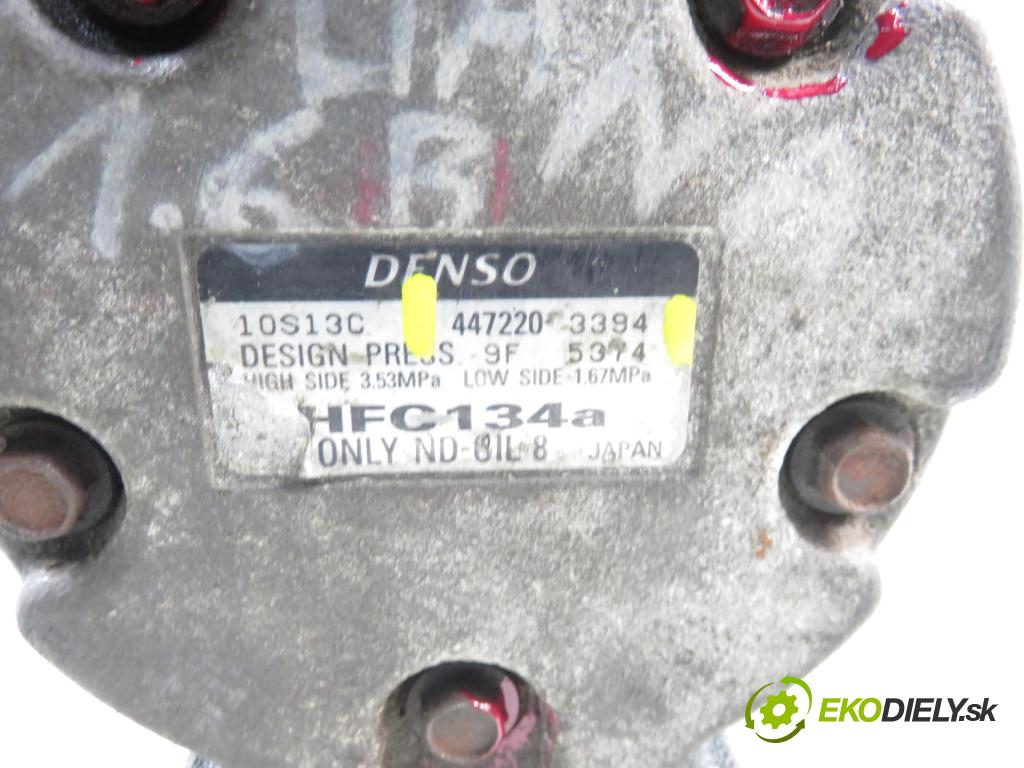 1.6 B
DENSO
10S13C 447220-3394
DESIGN PRESS 9F 5374
HIGH SIDE 3.53MPa LOW SIDE 1.67MPa
HFC134a
ONLY ND-OIL 8 JAPAN
EKODIELY.sk